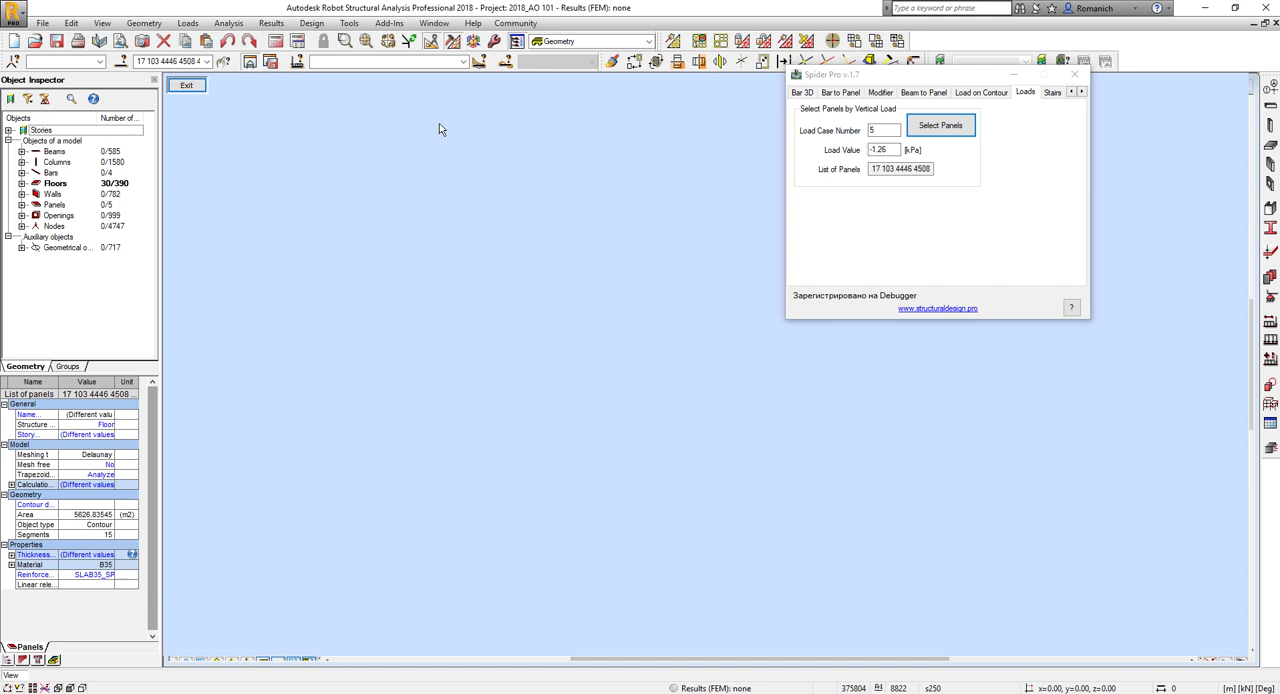 PRO
Autodesk Robot Structural Analysis Professional 2018 - Project: 2018_AO 101 - Results (FEM): none
Type a keyword or phrase
Romanich
File Edit View Geometry Loads Analysis Results Design Tools Add-Ins Window Help Community
Geometry
17 103 4446 4508 4
Object Inspector
Objects Number of...
Stories
Objects of a model
Beams 0/585
Columns 0/1580
Bars 0/4
Floors 30/390
Walls 0/782
Panels 0/5
Openings 0/999
Nodes 0/4747
Auxiliary objects
Geometrical o... 0/717
Geometry Groups
Name Value Unit
List of panels 17 103 4446 4508 ...
General
Name... (Different valu
Structure ... Floor
Story... (Different values
Model
Meshing t Delaunay
Mesh free No
Trapezoid... Analyze
Calculatio... (Different values
Geometry
Contour d...
Area 5626.83545 (m2)
Object type Contour
Segments 15
Properties
Thickness... (Different values
Material B35
Reinforce... SLAB35_SP
Linear rele...
Panels
View
Exit
Spider Pro v.1.7
Bar 3D Bar to Panel Modifier Beam to Panel Load on Contour Loads Stairs
Select Panels by Vertical Load
Load Case Number 5 Select Panels
Load Value -1.26 [kPa]
List of Panels 17 103 4446 4508
Зарегистрировано на Debugger
www.structuraldesign.pro
?
Results (FEM): none 375804 8822 s250 x=0.00, y=0.00, z=0.00 0 [m] [kN] [Deg]